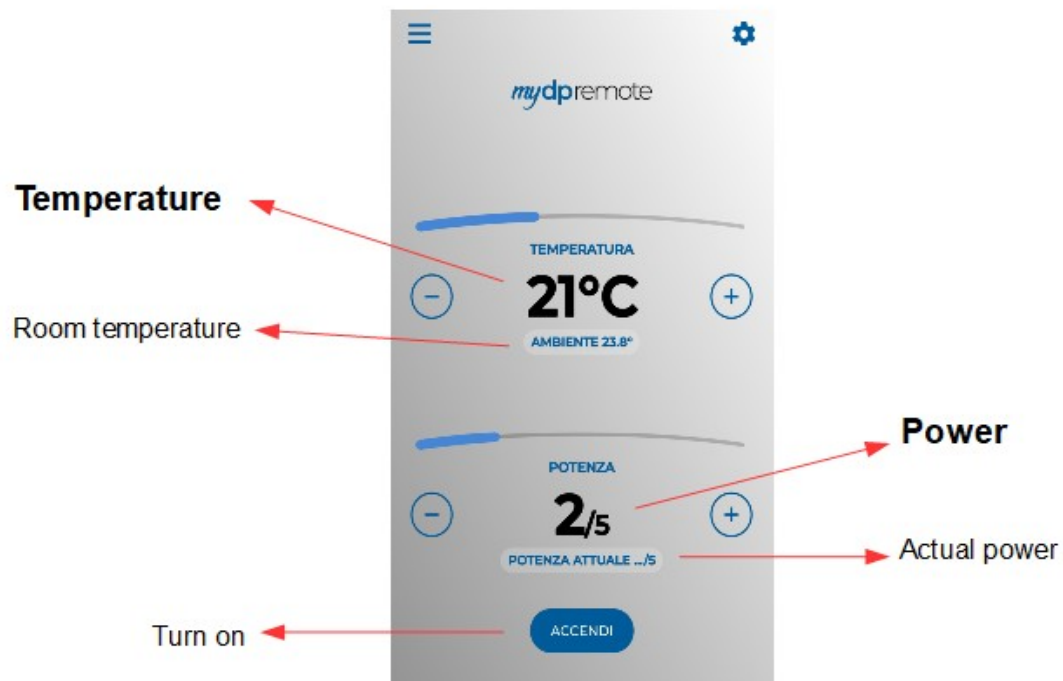 mydpremote
Temperature
TEMPERATURA
21°C
AMBIENTE 23.8°
Room temperature
Power
POTENZA
2/5
POTENZA ATTUALE .../5
Actual power
Turn on
ACCENDI